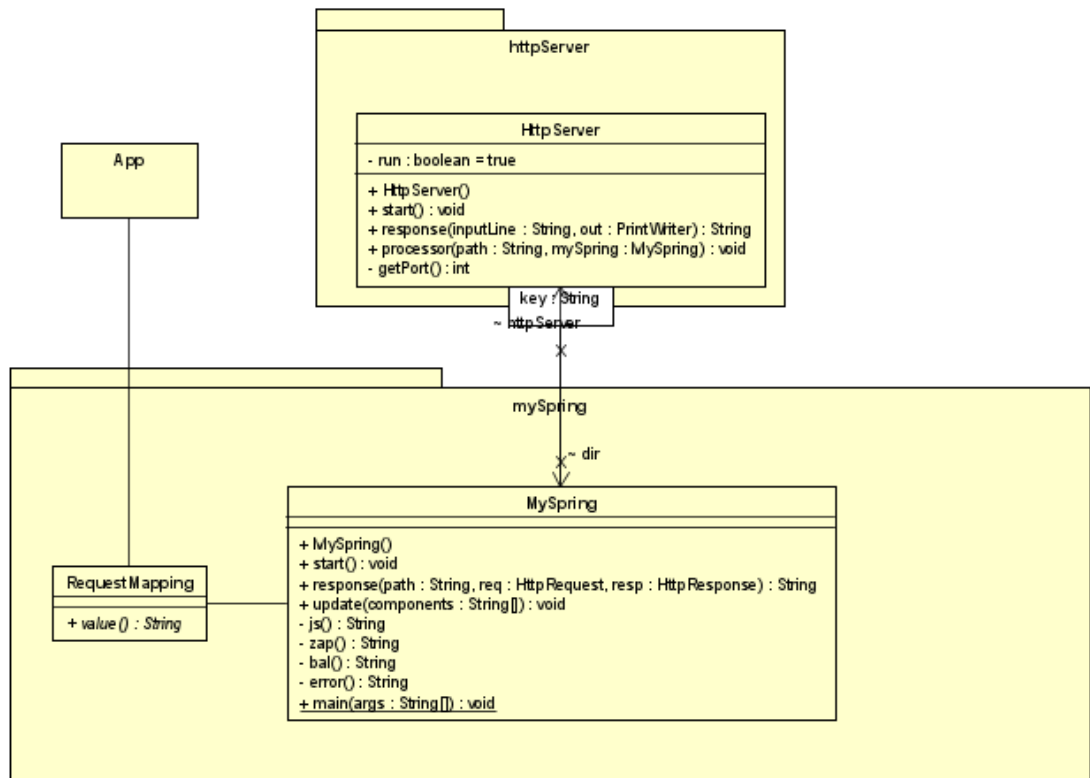 httpServer
HttpServer
- run : boolean = true
+ HttpServer()
+ start() : void
+ response(inputLine : String, out : PrintWriter) : String
+ processor(path : String, mySpring : MySpring) : void
- getPort() : int
key : String
~ httpServer
App
mySpring
~ dir
MySpring
+ MySpring()
+ start() : void
+ response(path : String, req : HttpRequest, resp : HttpResponse) : String
+ update(components : String[]) : void
- js() : String
- zap() : String
- bal() : String
- error() : String
+ main(args : String[]) : void
RequestMapping
+ value() : String